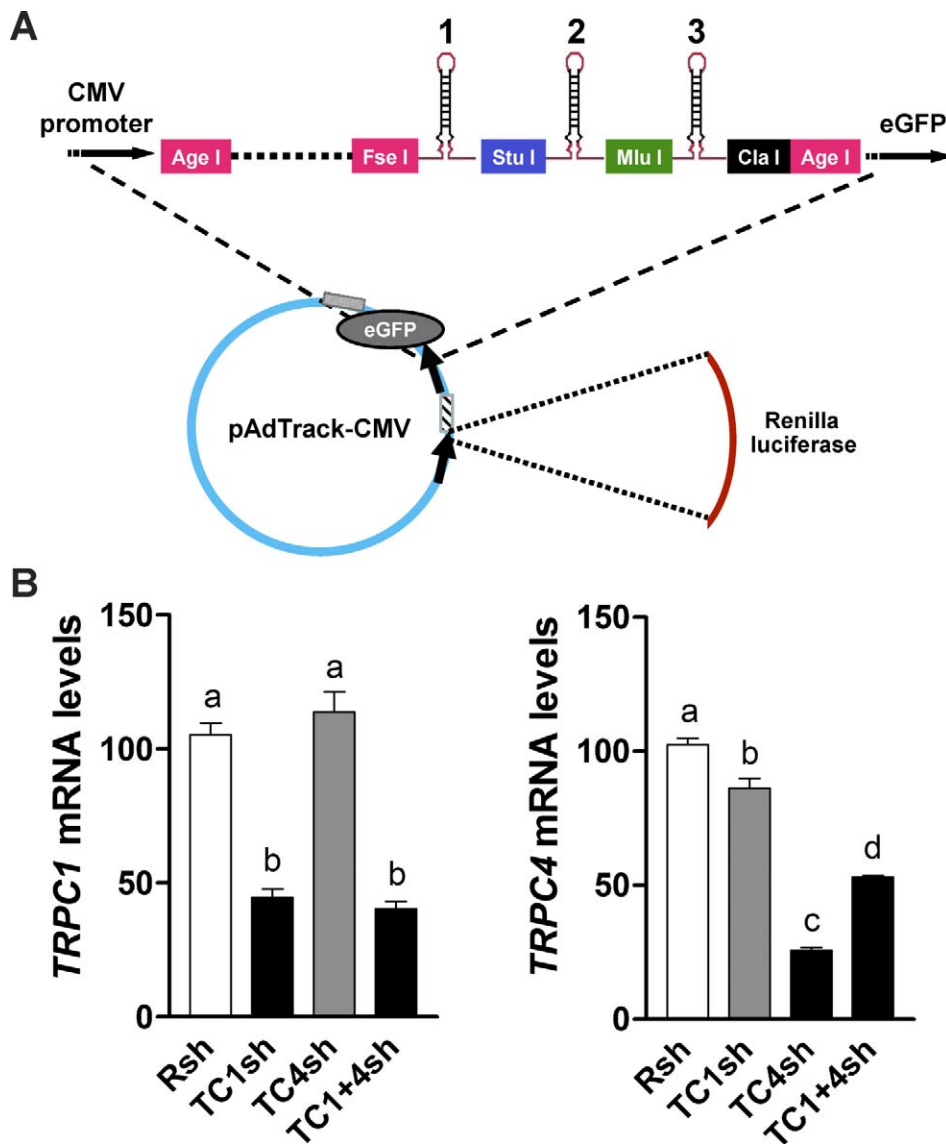 A
1 2 3
CMV
promoter
eGFP
Age I Fse I Stu I Mlu I Cla I Age I
eGFP
pAdTrack-CMV
Renilla
luciferase
B
TRPC1 mRNA levels
150
100
50
0
a
b
a
b
Rsh TC1sh TC4sh TC1+4sh
TRPC4 mRNA levels
150
100
50
0
a
b
c
d
Rsh TC1sh TC4sh TC1+4sh